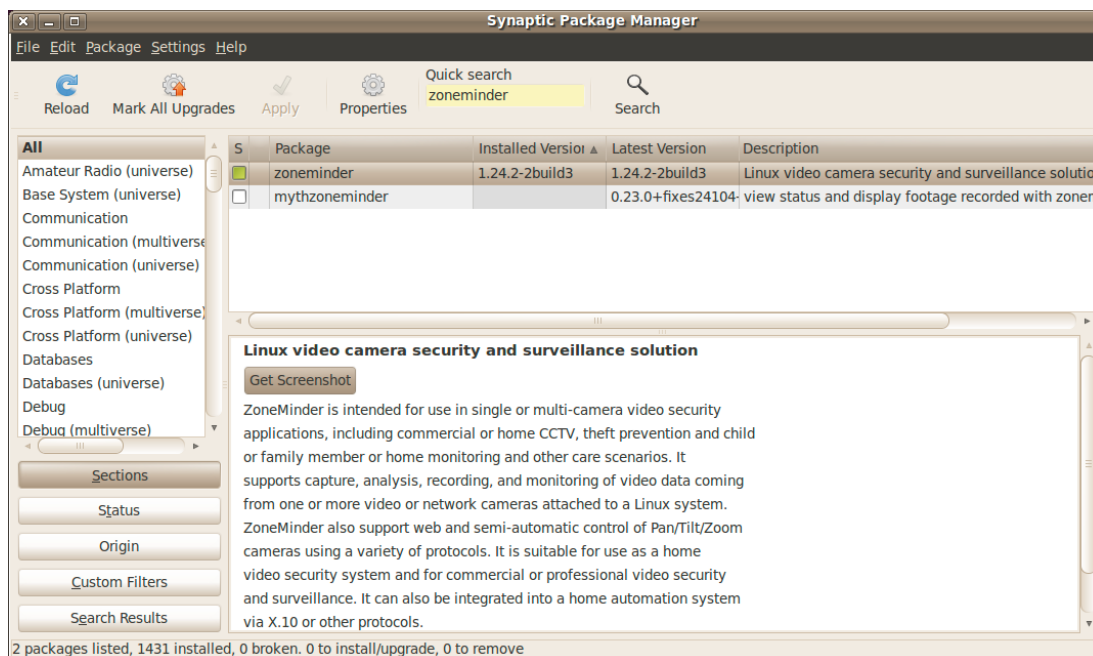 Synaptic Package Manager
File Edit Package Settings Help
Reload Mark All Upgrades Apply Properties Quick search zoneminder Search
All
Amateur Radio (universe)
Base System (universe)
Communication
Communication (multiverse
Communication (universe)
Cross Platform
Cross Platform (multiverse)
Cross Platform (universe)
Databases
Databases (universe)
Debug
Debug (multiverse)
Sections
Status
Origin
Custom Filters
Search Results
S Package Installed Version Latest Version Description
zoneminder 1.24.2-2build3 1.24.2-2build3 Linux video camera security and surveillance solutio
mythzoneminder 0.23.0+fixes24104- view status and display footage recorded with zoner
Linux video camera security and surveillance solution
Get Screenshot
ZoneMinder is intended for use in single or multi-camera video security
applications, including commercial or home CCTV, theft prevention and child
or family member or home monitoring and other care scenarios. It
supports capture, analysis, recording, and monitoring of video data coming
from one or more video or network cameras attached to a Linux system.
ZoneMinder also support web and semi-automatic control of Pan/Tilt/Zoom
cameras using a variety of protocols. It is suitable for use as a home
video security system and for commercial or professional video security
and surveillance. It can also be integrated into a home automation system
via X.10 or other protocols.
2 packages listed, 1431 installed, 0 broken. 0 to install/upgrade, 0 to remove